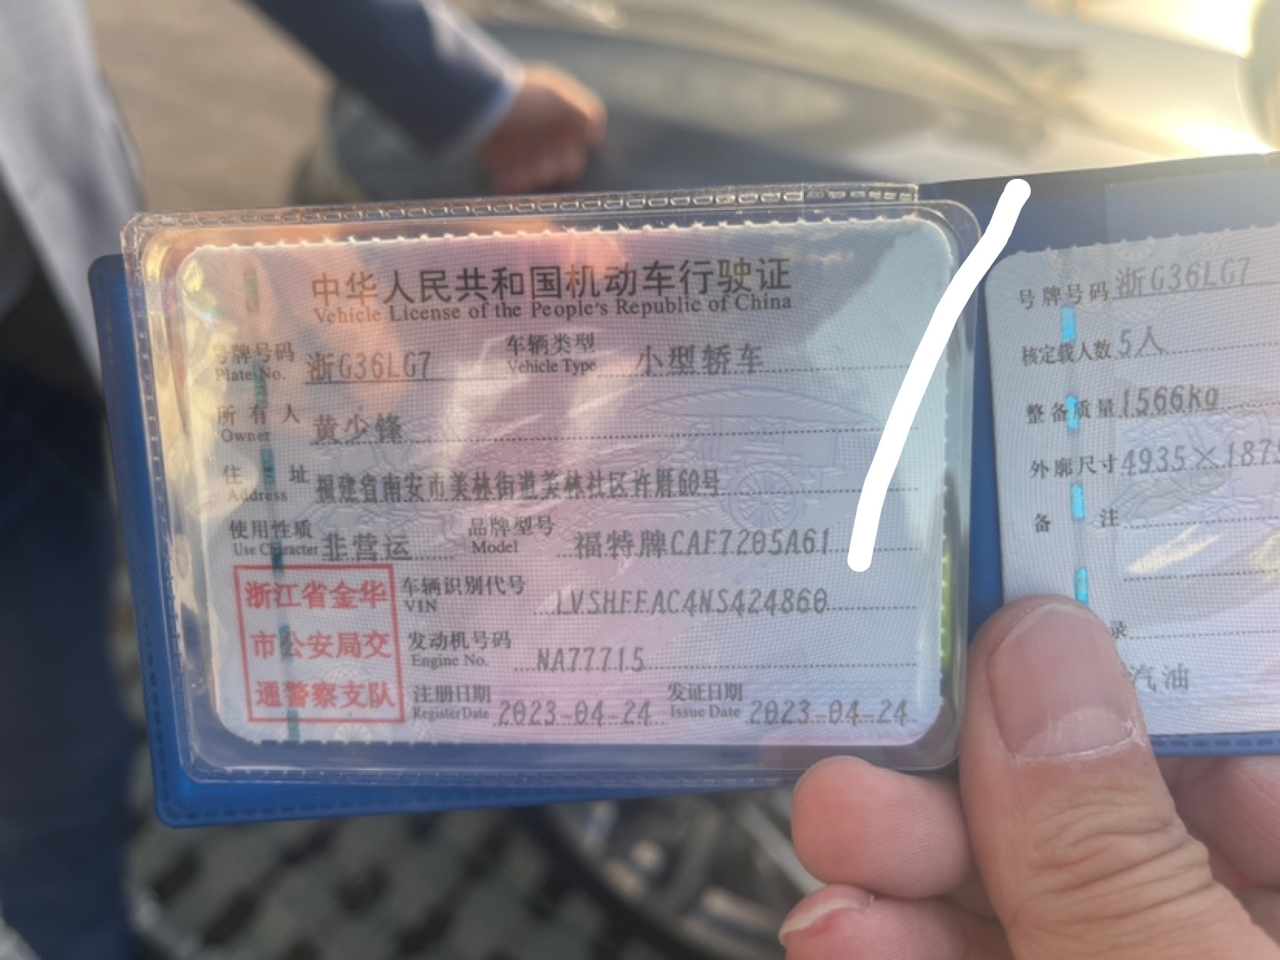 中华人民共和国机动车行驶证
Vehicle License of the People's Republic of China
号牌号码 浙G36LG7 车辆类型 小型轿车
Plate No. Vehicle Type
所有人 黄少锋
Owner
住址 福建省南安市美林街道美林社区许厝60号
Address
使用性质 非营运 品牌型号 福特牌CAF7205A61
Use Character Model
浙江省金华
市公安局交
通警察支队
车辆识别代号 LVSHFFAC4NS424860
VIN
发动机号码 NA77715
Engine No.
注册日期 2023-04-24 发证日期 2023-04-24
Register Date Issue Date
号牌号码 浙G36LG7
核定载人数 5人
整备质量 1566kg
外廓尺寸 4935×187
备注
录
汽油